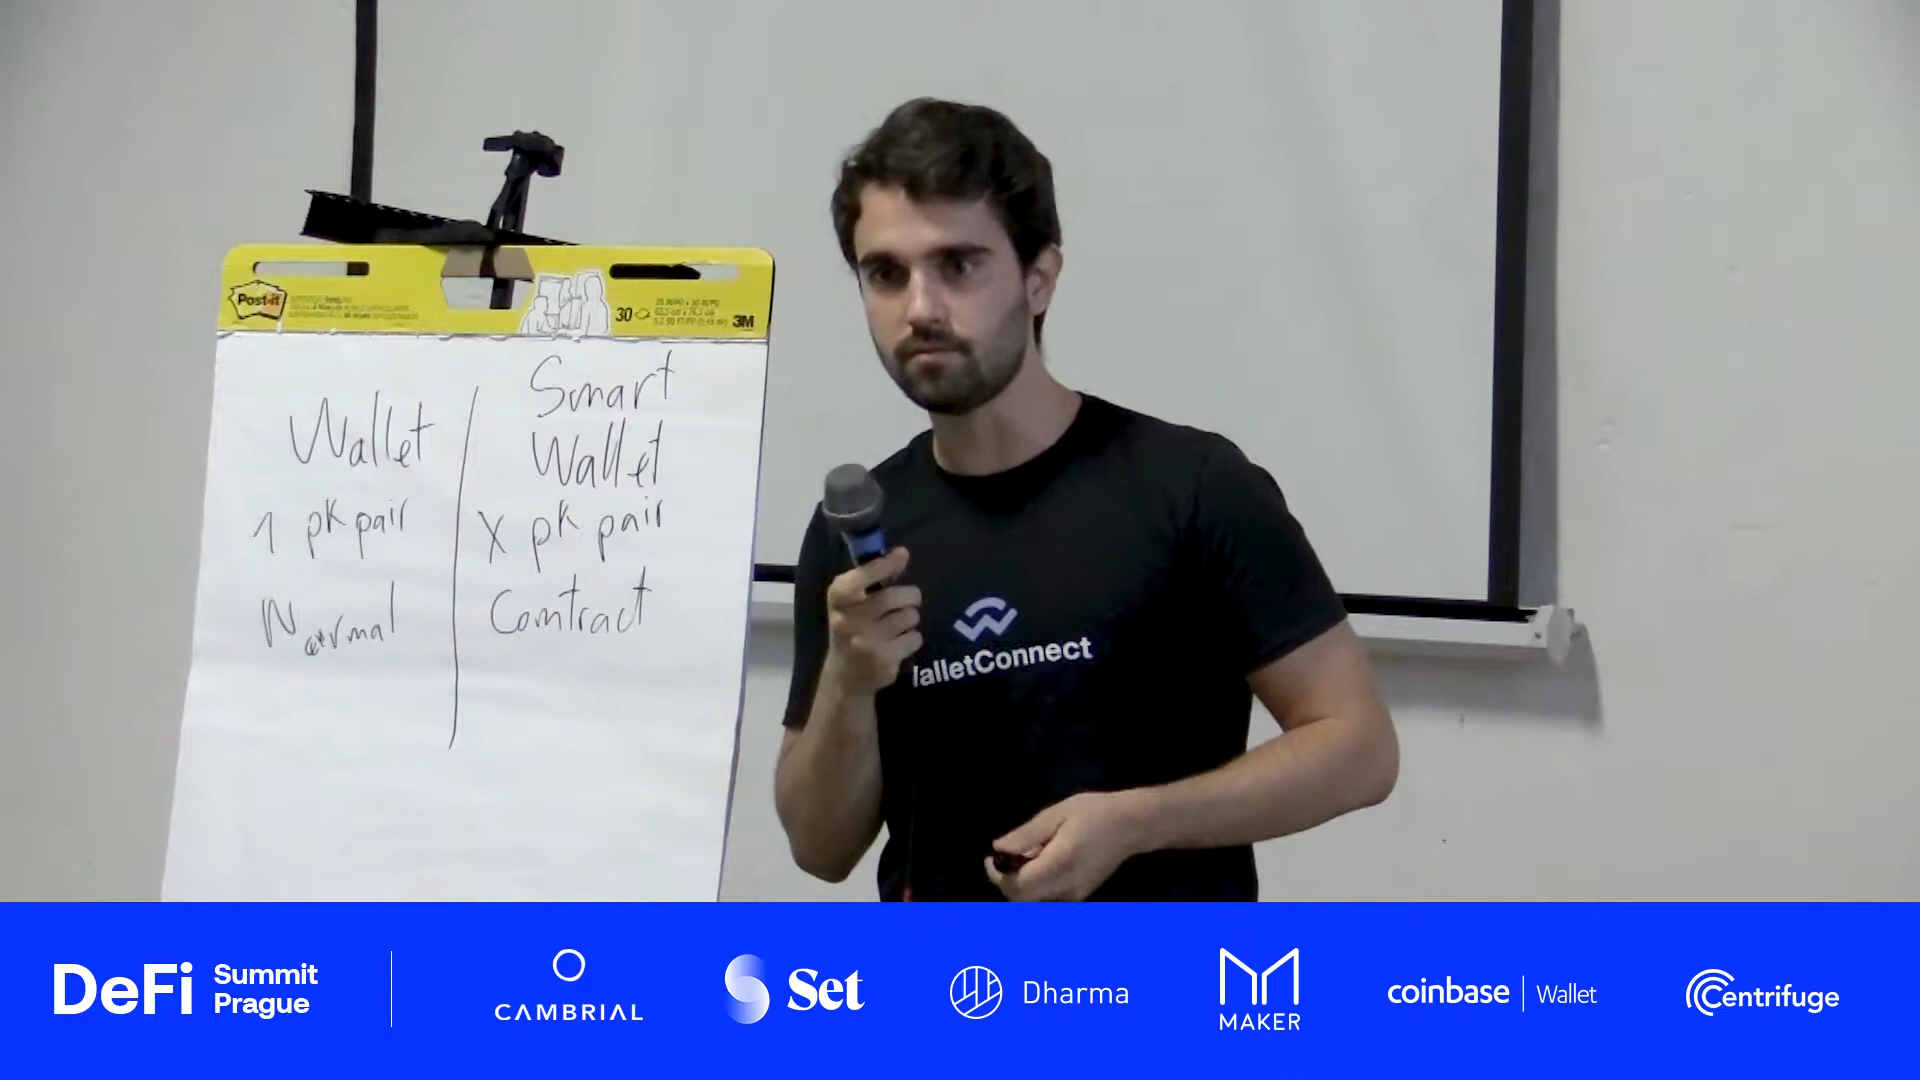 Post-it
30
3M
Wallet
Smart
Wallet
1 pk pair
X pk pair
Normal
Contract
WalletConnect
DeFi
Summit
Prague
CAMBRIAL
Set
Dharma
MAKER
coinbase | Wallet
Centrifuge